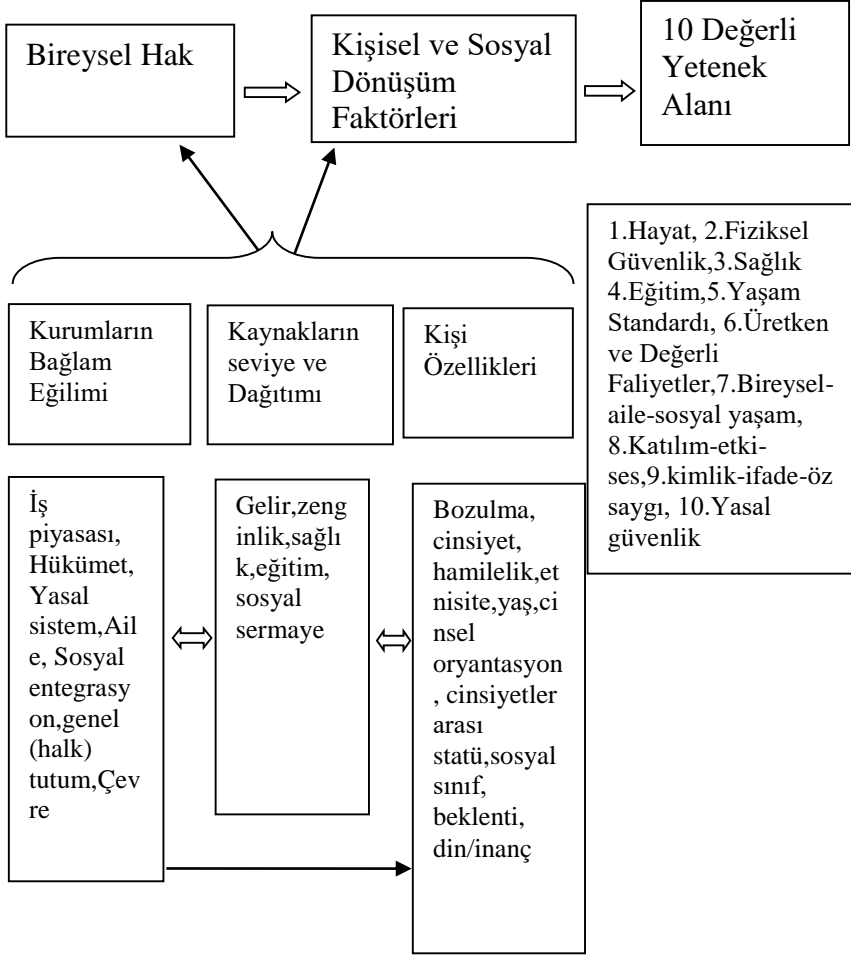 Bireysel Hak
Kişisel ve Sosyal
Dönüşüm
Faktörleri
10 Değerli
Yetenek
Alanı
1.Hayat, 2.Fiziksel
Güvenlik,3.Sağlık
4.Eğitim,5.Yaşam
Standardı, 6.Üretken
ve Değerli
Faliyetler,7.Bireysel-
aile-sosyal yaşam,
8.Katılım-etki-
ses,9.kimlik-ifade-öz
saygı, 10.Yasal
güvenlik
Kurumların
Bağlam
Eğilimi
Kaynakların
seviye ve
Dağıtımı
Kişi
Özellikleri
İş
piyasası,
Hükümet,
Yasal
sistem,Ail
e, Sosyal
entegrasy
on,genel
(halk)
tutum,Çev
re
Gelir,zeng
inlik,sağlı
k,eğitim,
sosyal
sermaye
Bozulma,
cinsiyet,
hamilelik,et
nisite,yaş,ci
nsel
oryantasyon
, cinsiyetler
arası
statü,sosyal
sınıf,
beklenti,
din/inanç